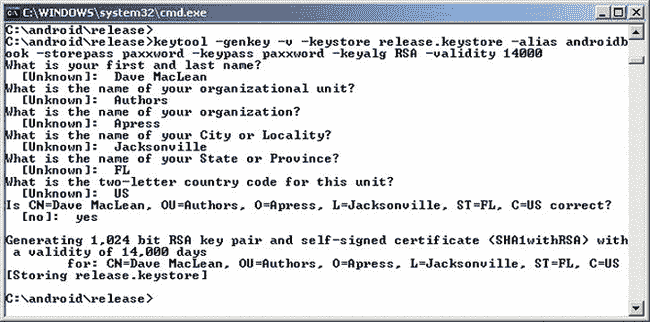 C:\WINDOWS\system32\cmd.exe
C:\android\release>
C:\android\release>keytool -genkey -v -keystore release.keystore -alias androidb
ook -storepass paxxword -keypass paxxword -keyalg RSA -validity 14000
What is your first and last name?
  [Unknown]:  Dave MacLean
What is the name of your organizational unit?
  [Unknown]:  Authors
What is the name of your organization?
  [Unknown]:  Apress
What is the name of your City or Locality?
  [Unknown]:  Jacksonville
What is the name of your State or Province?
  [Unknown]:  FL
What is the two-letter country code for this unit?
  [Unknown]:  US
Is CN=Dave MacLean, OU=Authors, O=Apress, L=Jacksonville, ST=FL, C=US correct?
  [no]:  yes
Generating 1,024 bit RSA key pair and self-signed certificate (SHA1withRSA) with
 a validity of 14,000 days
        for: CN=Dave MacLean, OU=Authors, O=Apress, L=Jacksonville, ST=FL, C=US
[Storing release.keystore]
C:\android\release>